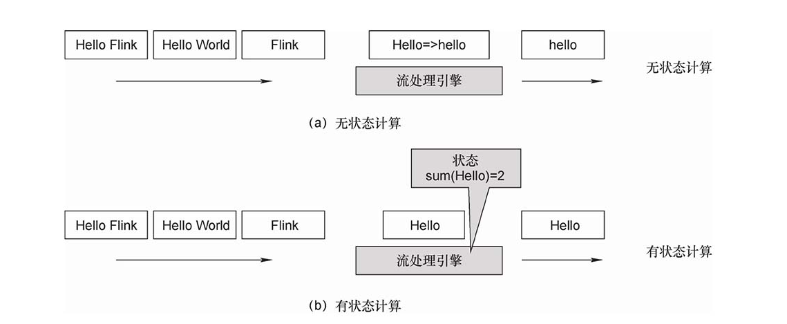 Hello Flink Hello World Flink Hello=>hello hello
流处理引擎 无状态计算
(a) 无状态计算
状态
sum(Hello)=2
Hello Flink Hello World Flink Hello Hello
流处理引擎 有状态计算
(b) 有状态计算